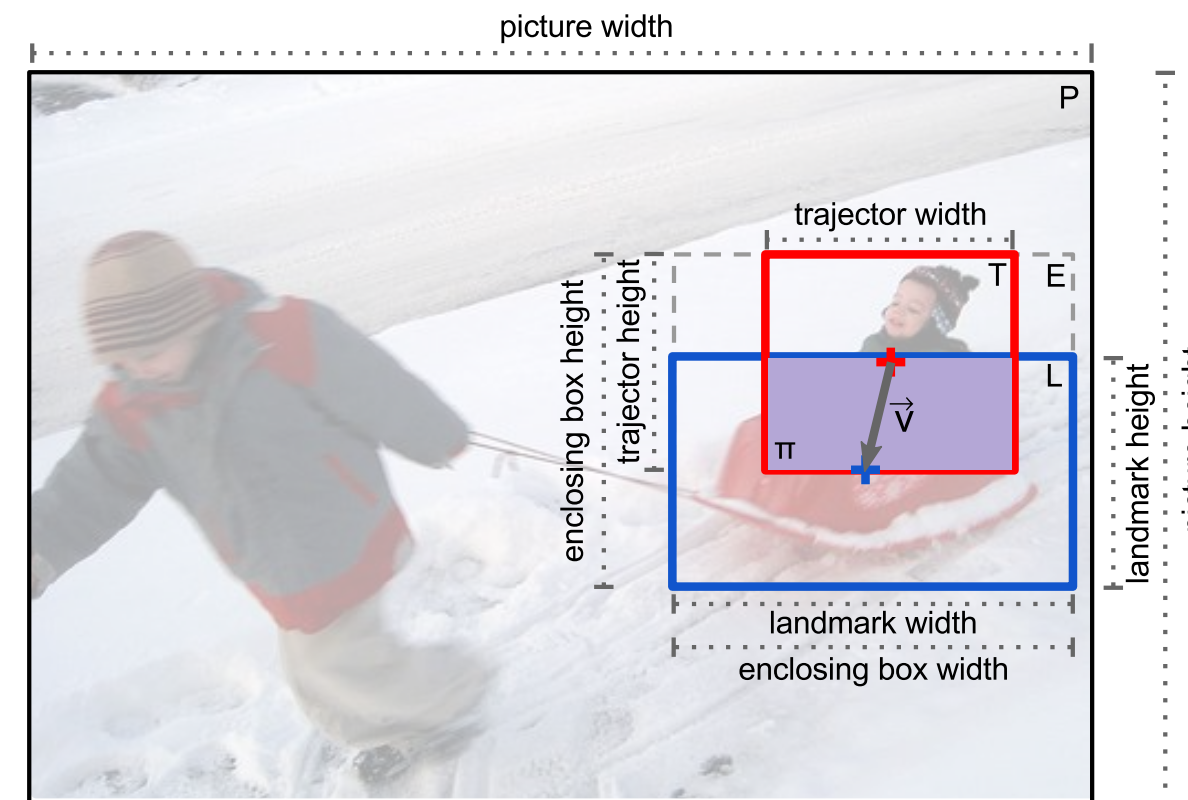 picture width
P
trajector width
T
E
enclosing box height
trajector height
L
V
π
landmark height
landmark width
enclosing box width